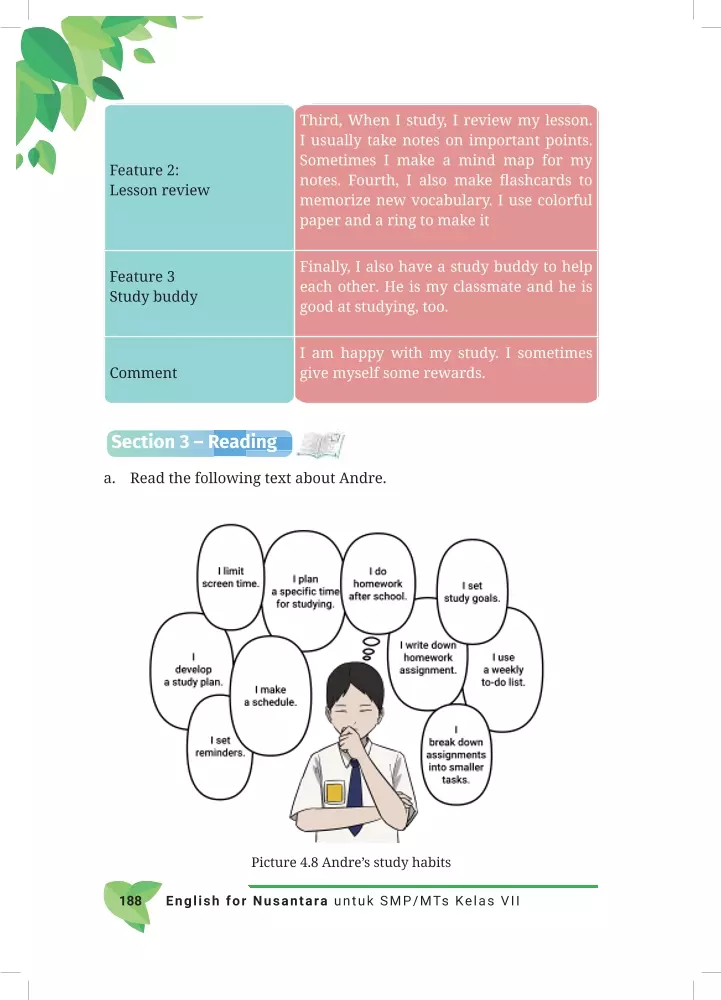 Feature 2:
Lesson review
Third, When I study, I review my lesson.
I usually take notes on important points.
Sometimes I make a mind map for my
notes. Fourth, I also make flashcards to
memorize new vocabulary. I use colorful
paper and a ring to make it
Feature 3
Study buddy
Finally, I also have a study buddy to help
each other. He is my classmate and he is
good at studying, too.
Comment
I am happy with my study. I sometimes
give myself some rewards.
Section 3 – Reading
a. Read the following text about Andre.
I limit
screen time.
I plan
a specific time
for studying.
I do
homework
after school.
I set
study goals.
I
develop
a study plan.
I make
a schedule.
I write down
homework
assignment.
I use
a weekly
to-do list.
I set
reminders.
I
break down
assignments
into smaller
tasks.
Picture 4.8 Andre's study habits
188 English for Nusantara untuk SMP/MTs Kelas VII